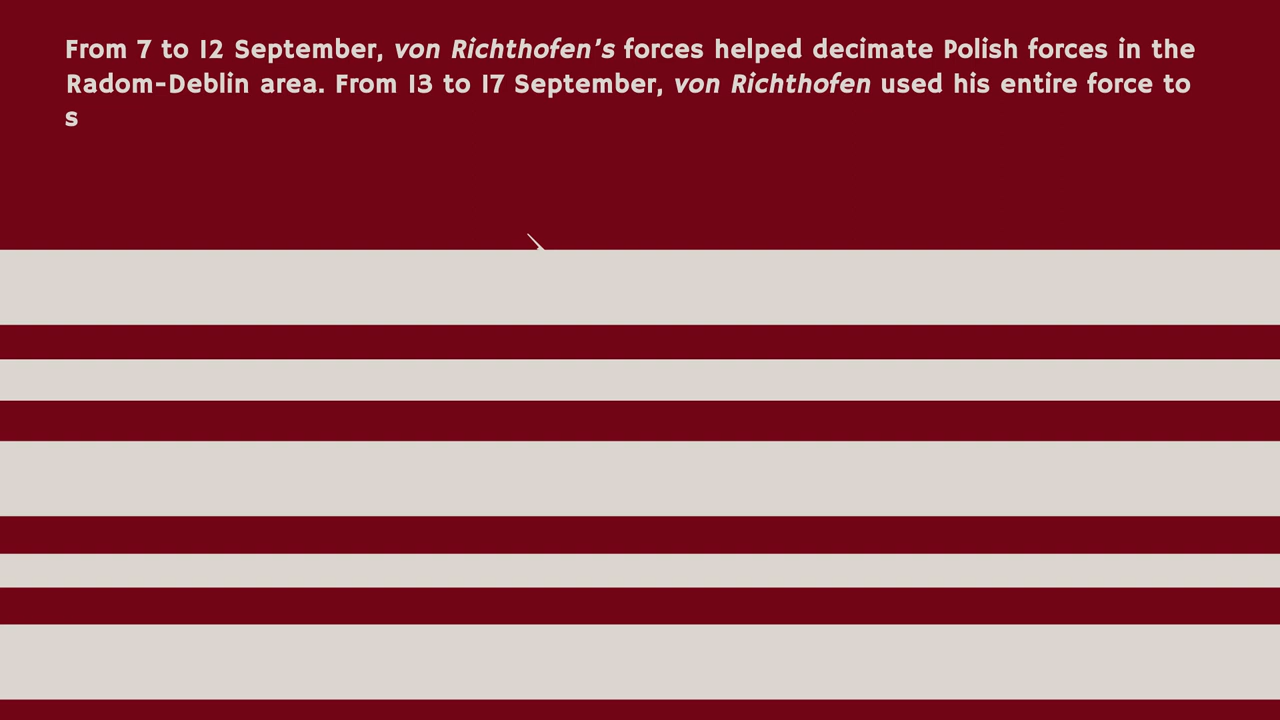 From 7 to 12 September, von Richthofen's forces helped decimate Polish forces in the
Radom-Deblin area. From 13 to 17 September, von Richthofen used his entire force to
s